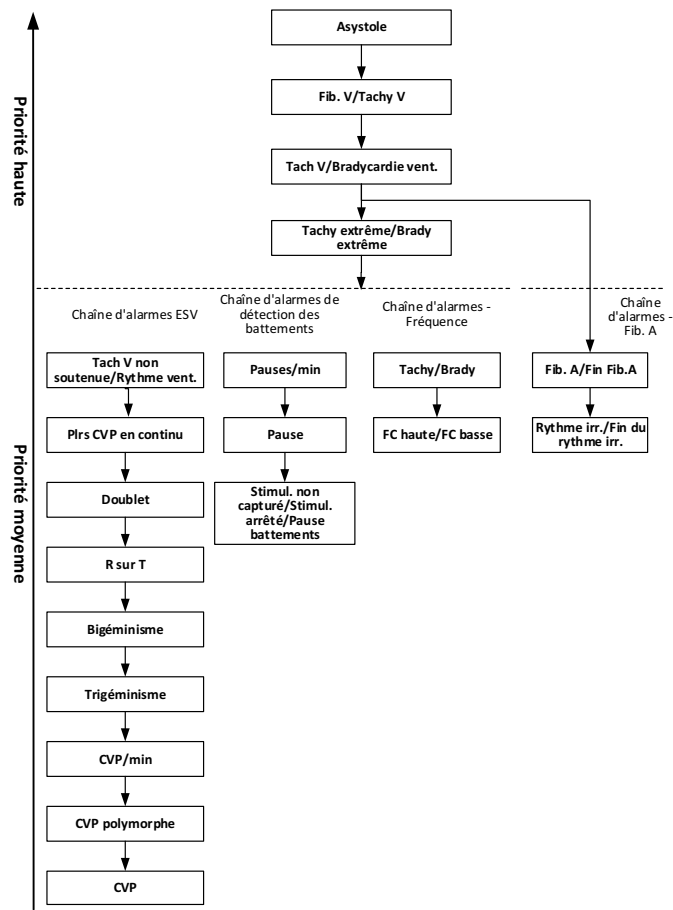 Asystole
Priorité haute
Fib. V/Tachy V
Tach V/Bradycardie vent.
Tachy extrême/Brady
extrême
Chaîne d'alarmes ESV
Chaîne d'alarmes de
détection des
battements
Chaîne d'alarmes -
Fréquence
Chaîne
d'alarmes -
Fib. A
Priorité moyenne
Tach V non
soutenue/Rythme vent.
Plrs CVP en continu
Doublet
R sur T
Bigéminisme
Trigéminisme
CVP/min
CVP polymorphe
CVP
Pauses/min
Pause
Stimul. non
capturé/Stimul.
arrêté/Pause
battements
Tachy/Brady
FC haute/FC basse
Fib. A/Fin Fib.A
Rythme irr./Fin du
rythme irr.